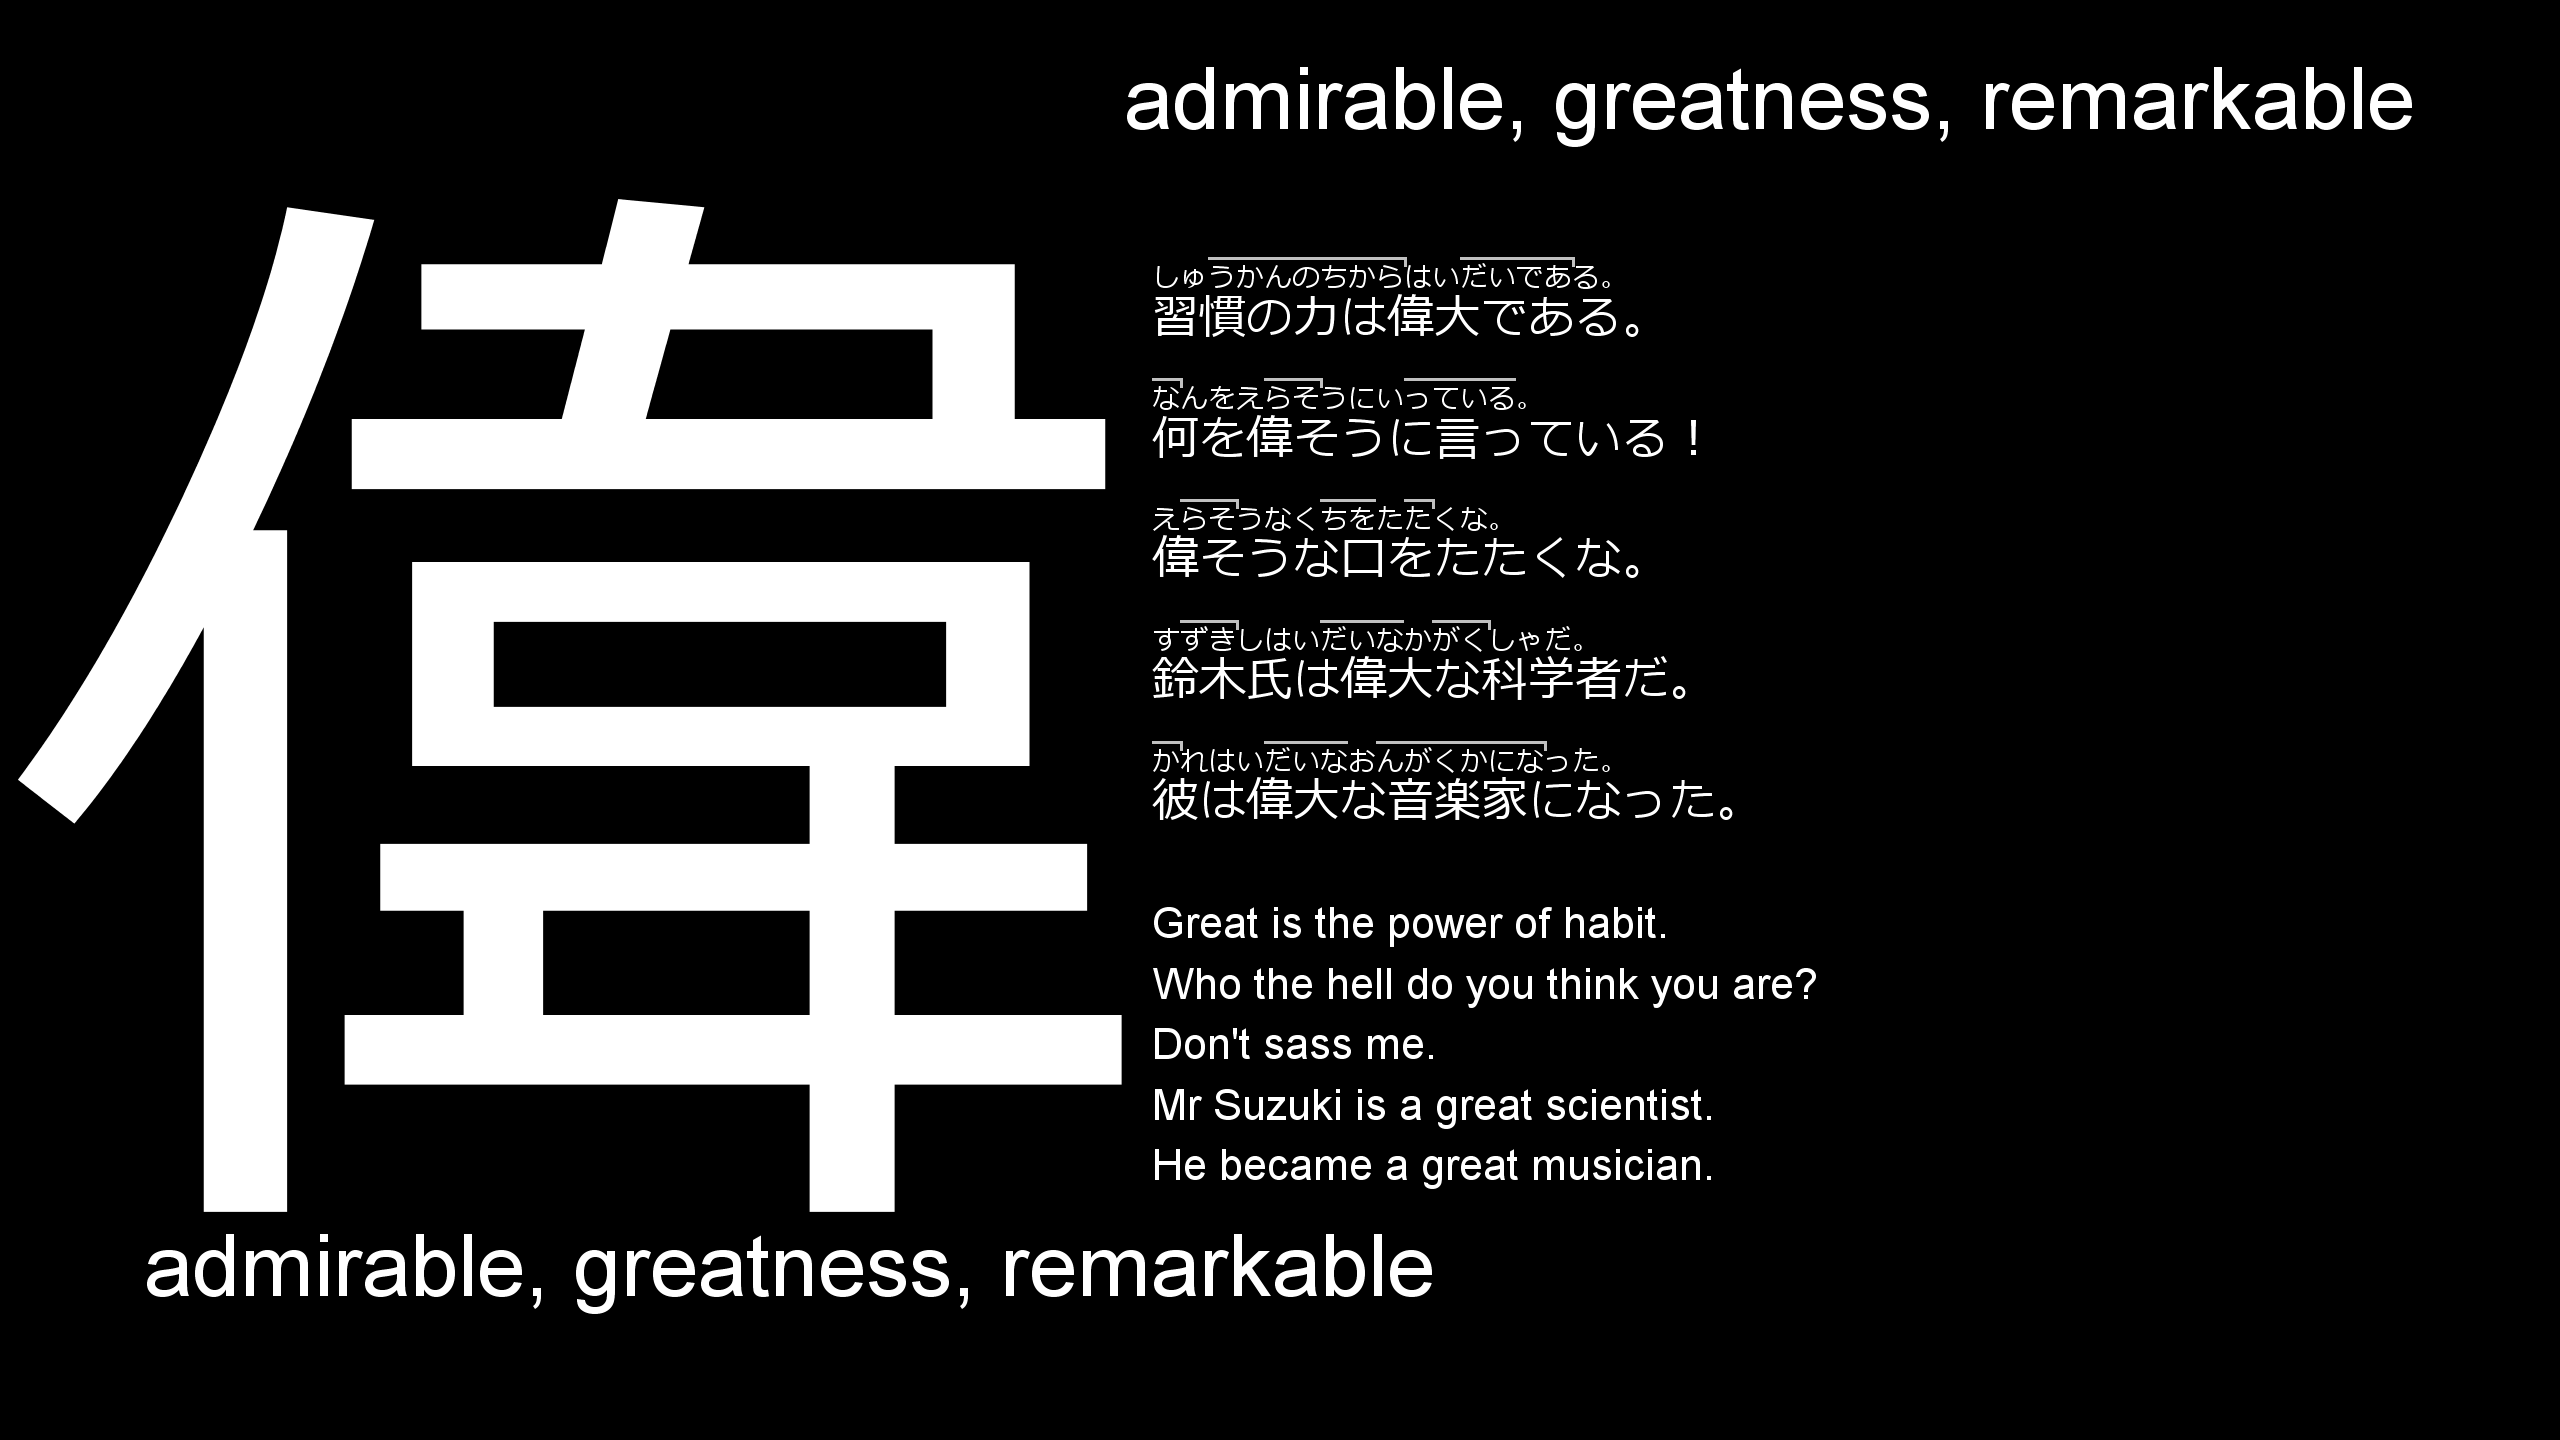 admirable, greatness, remarkable
偉
しゅうかんのちからはいだいである。
習慣の力は偉大である。
なんをえらそうにいっている。
何を偉そうに言っている！
えらそうなくちをたたくな。
偉そうな口をたたくな。
すずきしはいだいなかがくしゃだ。
鈴木氏は偉大な科学者だ。
かれはいだいなおんがくかになった。
彼は偉大な音楽家になった。
Great is the power of habit.
Who the hell do you think you are?
Don't sass me.
Mr Suzuki is a great scientist.
He became a great musician.
admirable, greatness, remarkable